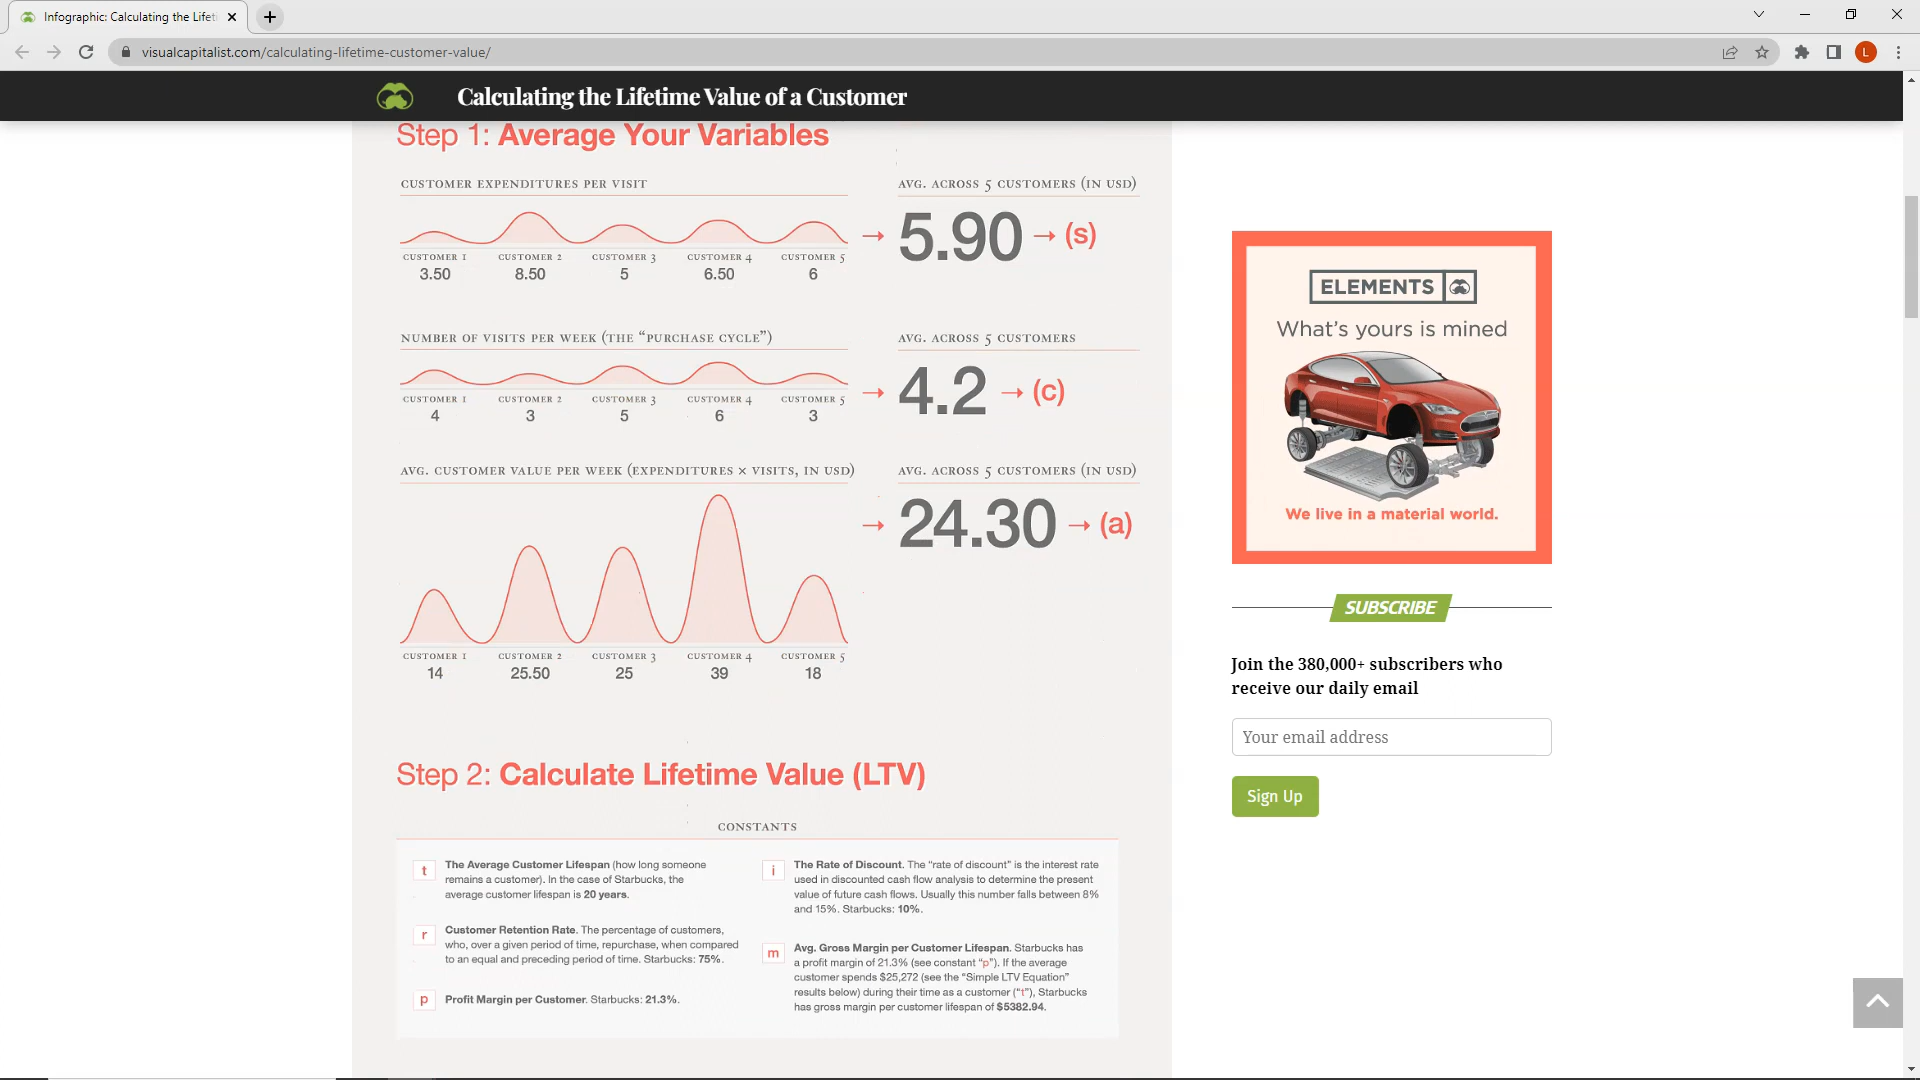 Infographic: Calculating the Lifeti
visualcapitalist.com/calculating-lifetime-customer-value/
L
Calculating the Lifetime Value of a Customer
Step 1: Average Your Variables
CUSTOMER EXPENDITURES PER VISIT
CUSTOMER 1 CUSTOMER 2 CUSTOMER 3 CUSTOMER 4 CUSTOMER 5
3.50 8.50 5 6.50 6
AVG. ACROSS 5 CUSTOMERS (IN USD)
→ 5.90 → (s)
NUMBER OF VISITS PER WEEK (THE “PURCHASE CYCLE”)
CUSTOMER 1 CUSTOMER 2 CUSTOMER 3 CUSTOMER 4 CUSTOMER 5
4 3 5 6 3
AVG. ACROSS 5 CUSTOMERS
→ 4.2 → (c)
AVG. CUSTOMER VALUE PER WEEK (EXPENDITURES × VISITS, IN USD)
CUSTOMER 1 CUSTOMER 2 CUSTOMER 3 CUSTOMER 4 CUSTOMER 5
14 25.50 25 39 18
AVG. ACROSS 5 CUSTOMERS (IN USD)
→ 24.30 → (a)
Step 2: Calculate Lifetime Value (LTV)
CONSTANTS
t The Average Customer Lifespan (how long someone
remains a customer). In the case of Starbucks, the
average customer lifespan is 20 years.
r Customer Retention Rate. The percentage of customers,
who, over a given period of time, repurchase, when compared
to an equal and preceding period of time. Starbucks: 75%.
p Profit Margin per Customer. Starbucks: 21.3%.
i The Rate of Discount. The “rate of discount” is the interest rate
used in discounted cash flow analysis to determine the present
value of future cash flows. Usually this number falls between 8%
and 15%. Starbucks: 10%.
m Avg. Gross Margin per Customer Lifespan. Starbucks has
a profit margin of 21.3% (see constant “p”). If the average
customer spends $25,272 (see the “Simple LTV Equation”
results below) during their time as a customer (“t”), Starbucks
has gross margin per customer lifespan of $5382.94.
ELEMENTS
What's yours is mined
We live in a material world.
SUBSCRIBE
Join the 380,000+ subscribers who
receive our daily email
Your email address
Sign Up